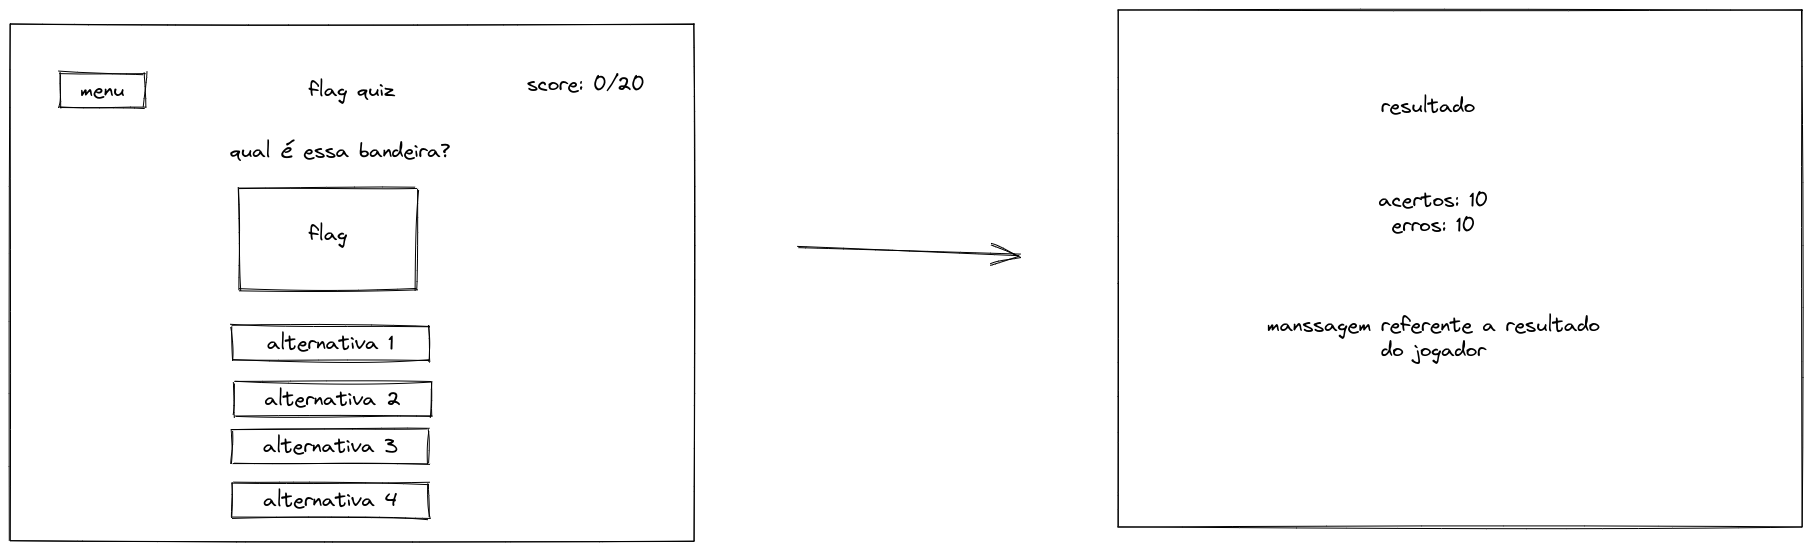 menu
flag quiz
score: 0/20
qual é essa bandeira?
flag
alternativa 1
alternativa 2
alternativa 3
alternativa 4
resultado
acertos: 10
erros: 10
manssagem referente a resultado
do jogador